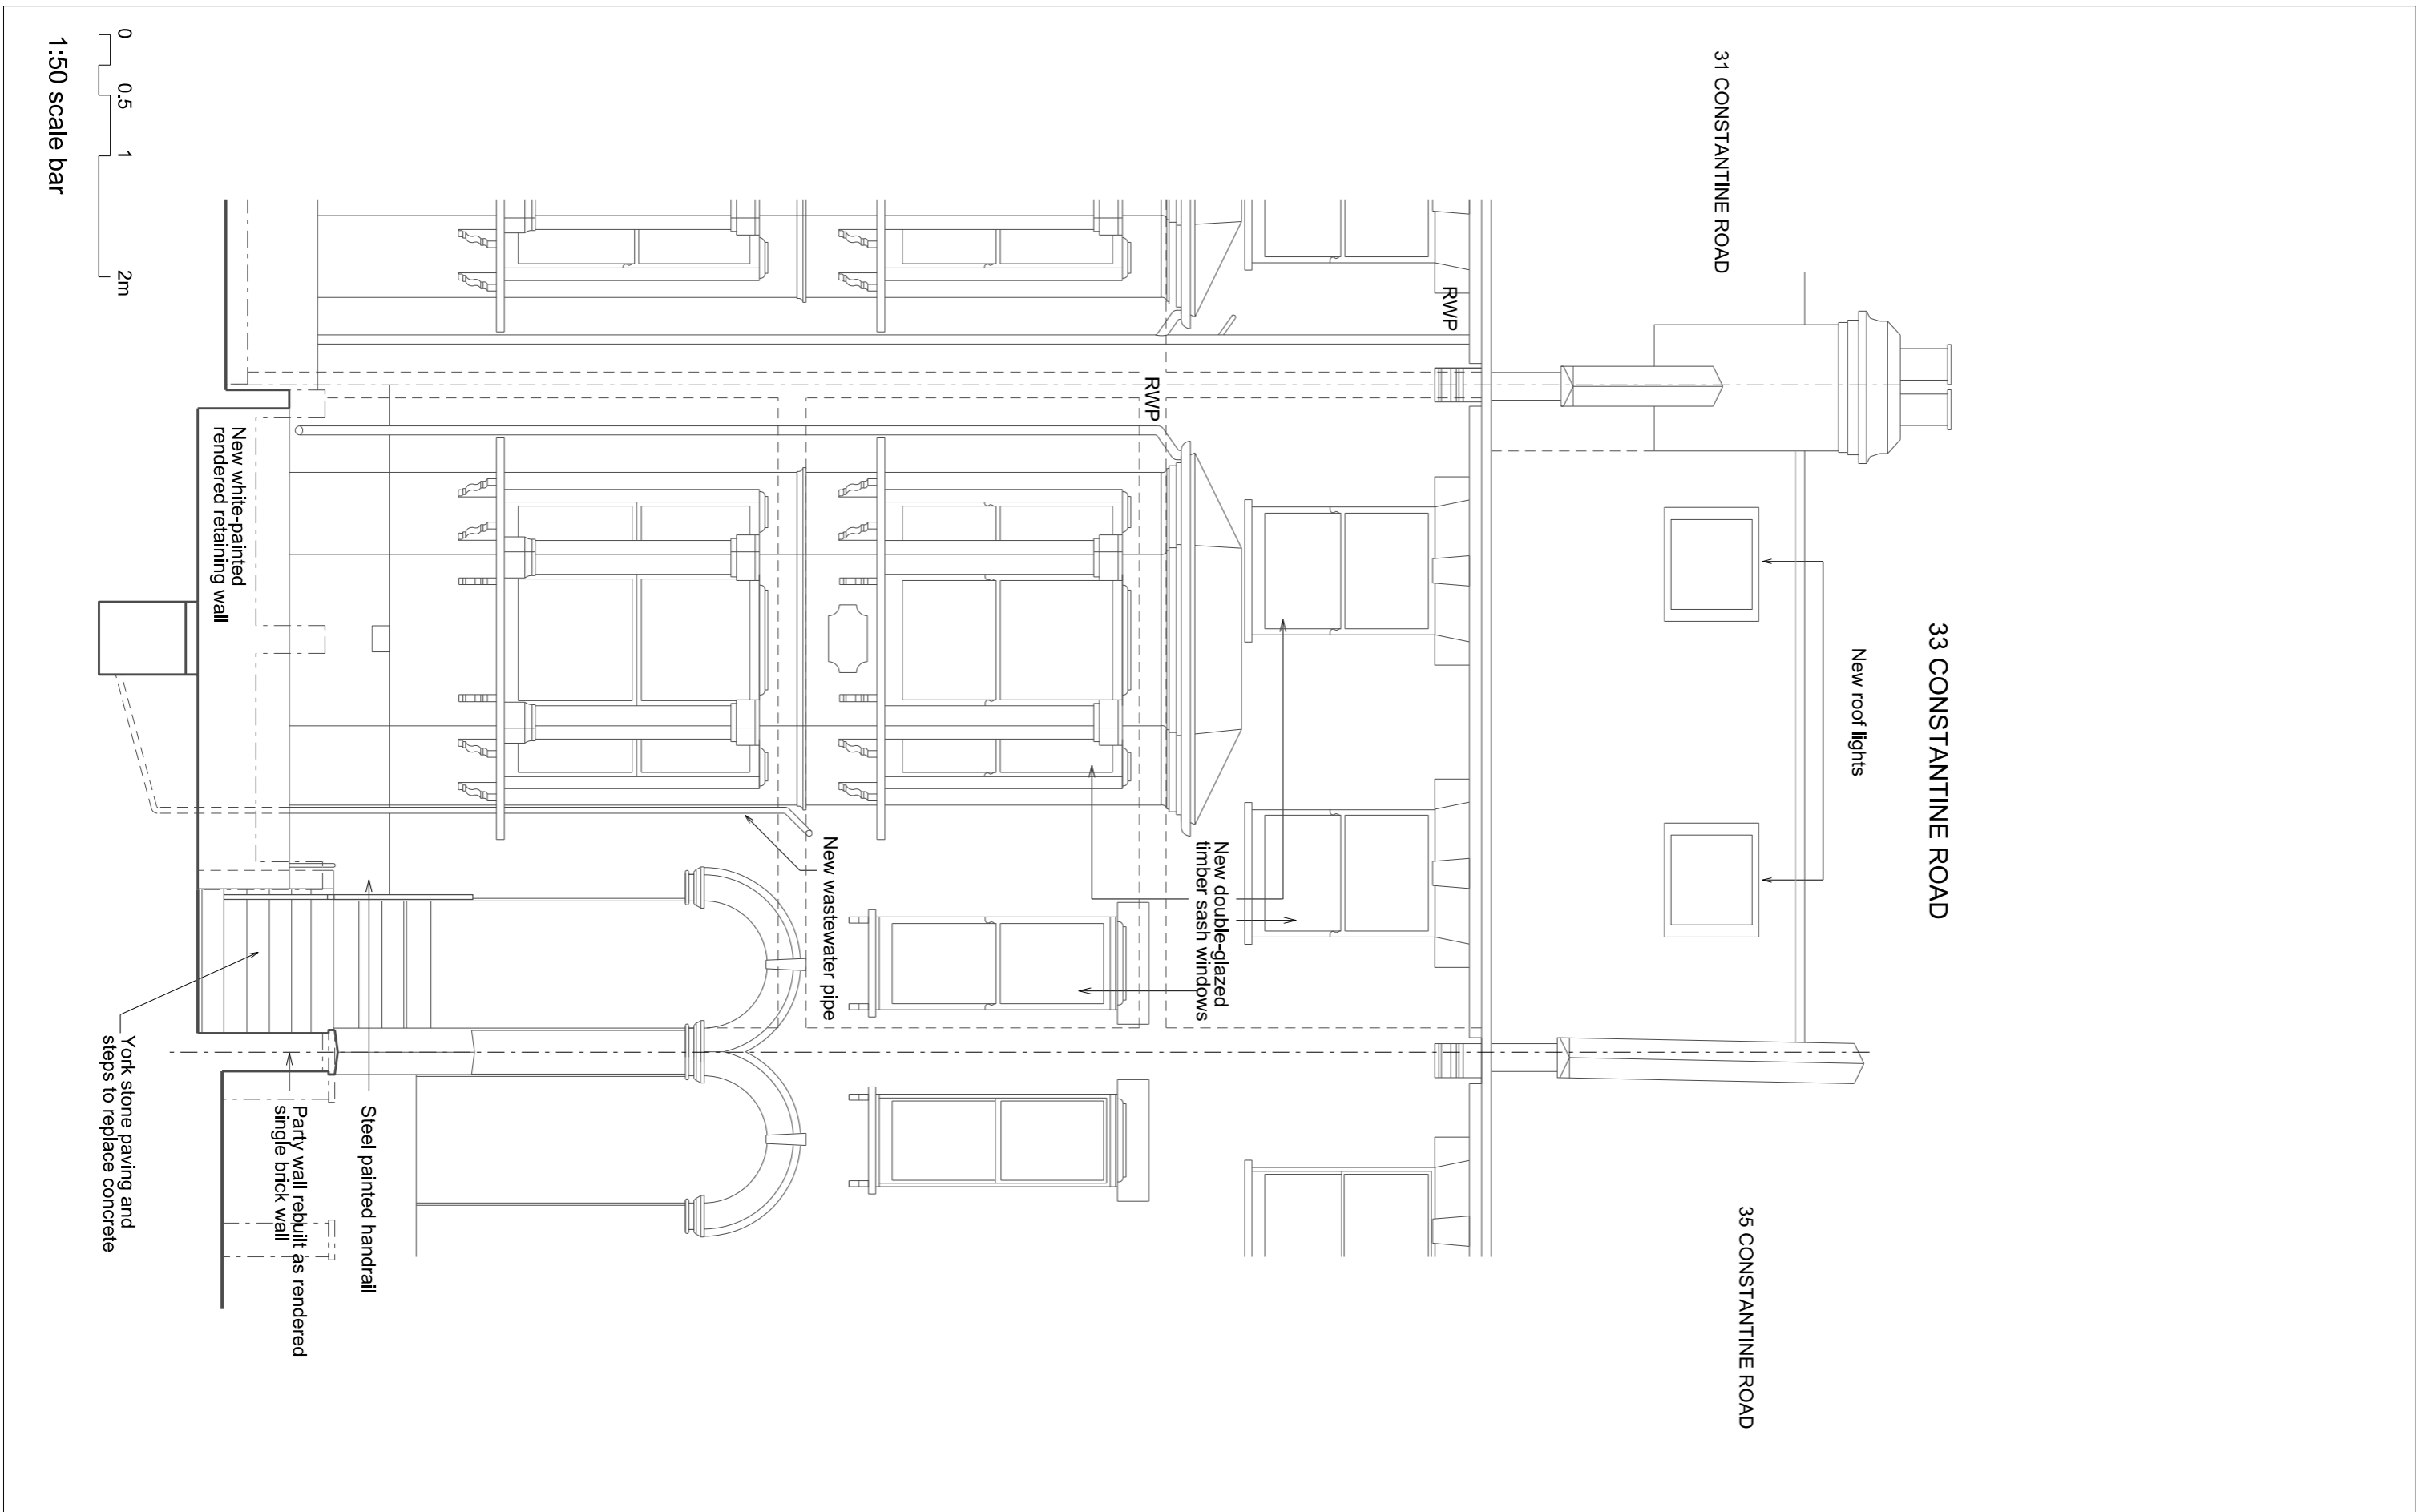 33 CONSTANTINE ROAD
New roof lights
31 CONSTANTINE ROAD
35 CONSTANTINE ROAD
RWP
RWP
New double-glazed
timber sash windows
New wastewater pipe
Steel painted handrail
Party wall rebuilt as rendered
single brick wall
New white-painted
rendered retaining wall
York stone paving and
steps to replace concrete
0 0.5 1 2m
1:50 scale bar